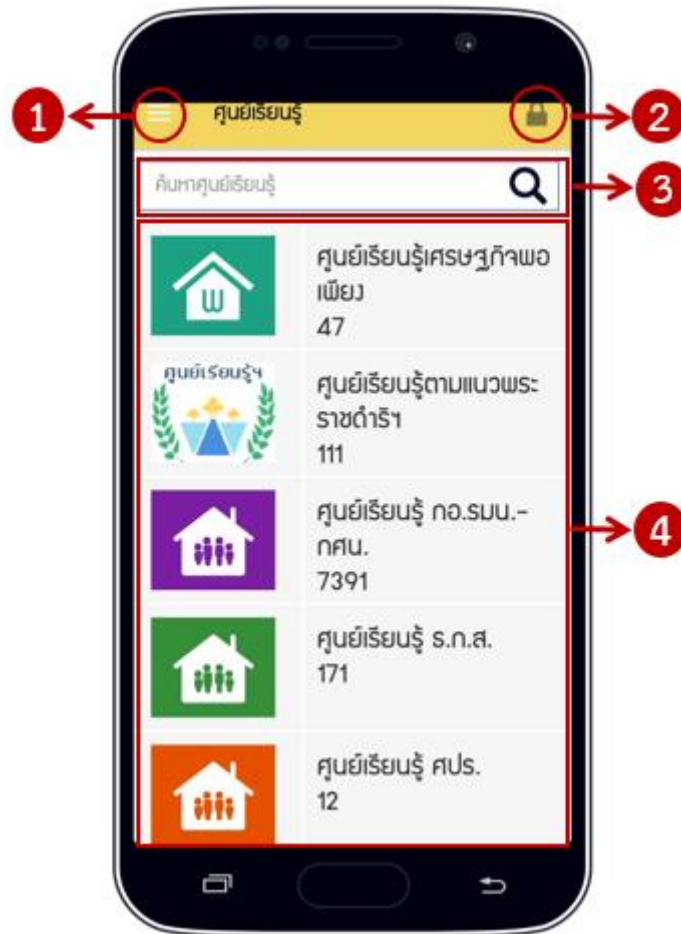 1
ศูนย์เรียนรู้
2
ค้นหาศูนย์เรียนรู้
3
W
ศูนย์เรียนรู้เศรษฐกิจพอ
เพียง
47
ศูนย์เรียนรู้ฯ
ศูนย์เรียนรู้ตามแนวพระ
ราชดำริฯ
111
ศูนย์เรียนรู้ กอ.รมน.-
กศน.
7391
4
ศูนย์เรียนรู้ ธ.ก.ส.
171
ศูนย์เรียนรู้ ศปร.
12